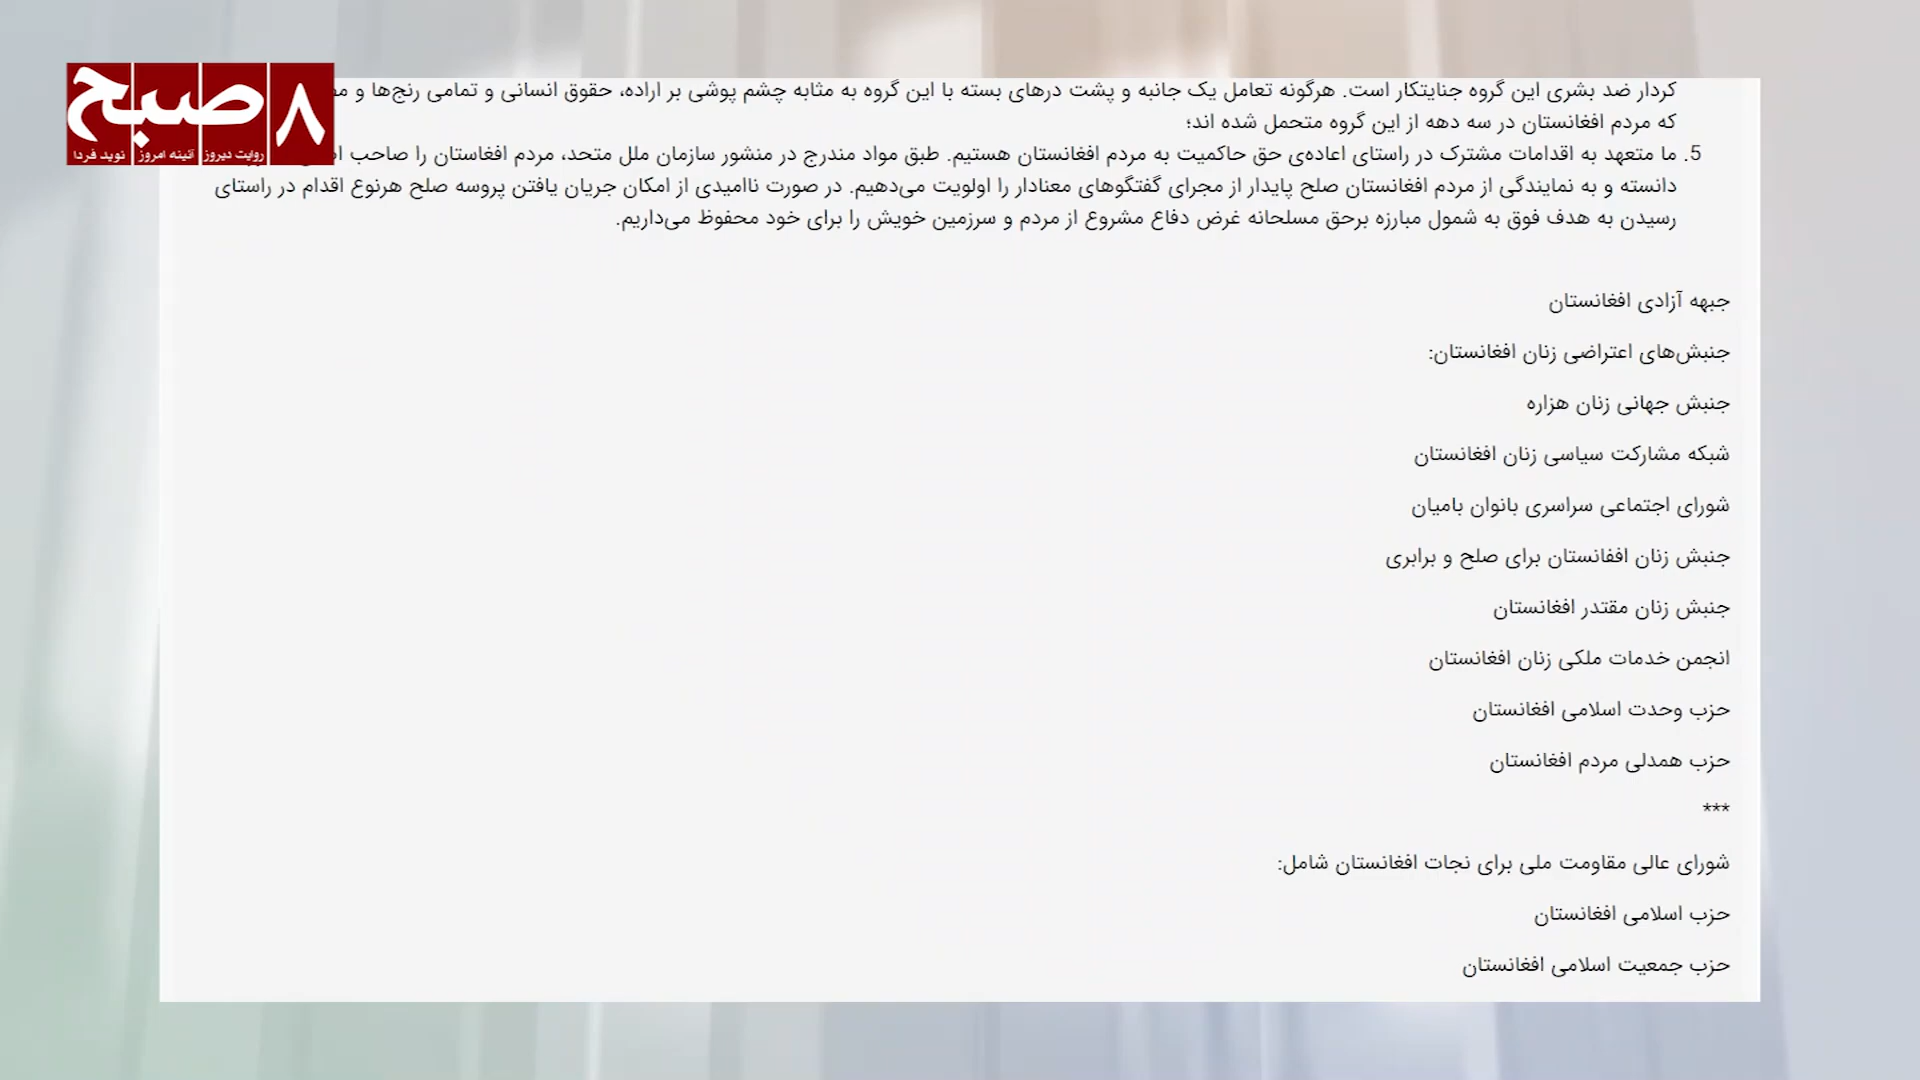 ۸صبح
روایت دیروز آئینه امروز نوید فردا
کردار ضد بشری این گروه جنایتکار است. هرگونه تعامل یک جانبه و پشت درهای بسته با این گروه به مثابه چشم پوشی بر اراده، حقوق انسانی و تمامی رنج‌ها و
که مردم افغانستان در سه دهه از این گروه متحمل شده اند؛
5. ما متعهد به اقدامات مشترک در راستای اعاده‌ی حق حاکمیت به مردم افغانستان هستیم. طبق مواد مندرج در منشور سازمان ملل متحد، مردم افغاستان را صاحب
دانسته و به نمایندگی از مردم افغانستان صلح پایدار از مجرای گفتگوهای معنادار را اولویت می‌دهیم. در صورت ناامیدی از امکان جریان یافتن پروسه صلح هرنوع اقدام در راستای
رسیدن به هدف فوق به شمول مبارزه برحق مسلحانه غرض دفاع مشروع از مردم و سرزمین خویش را برای خود محفوظ می‌داریم.
جبهه آزادی افغانستان
جنبش‌های اعتراضی زنان افغانستان:
جنبش جهانی زنان هزاره
شبکه مشارکت سیاسی زنان افغانستان
شورای اجتماعی سراسری بانوان بامیان
جنبش زنان اففانستان برای صلح و برابری
جنبش زنان مقتدر افغانستان
انجمن خدمات ملکی زنان افغانستان
حزب وحدت اسلامی افغانستان
حزب همدلی مردم افغانستان
***
شورای عالی مقاومت ملی برای نجات افغانستان شامل:
حزب اسلامی افغانستان
حزب جمعیت اسلامی افغانستان